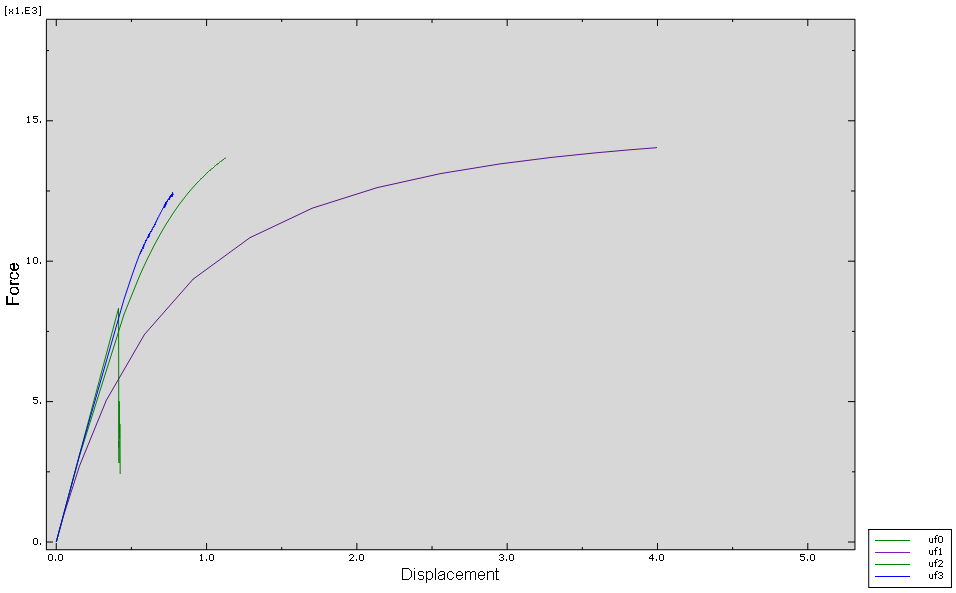 [x1.E3]
15.
10.
5.
0.
Force
0.0 1.0 2.0 3.0 4.0 5.0
Displacement
uf0
uf1
uf2
uf3